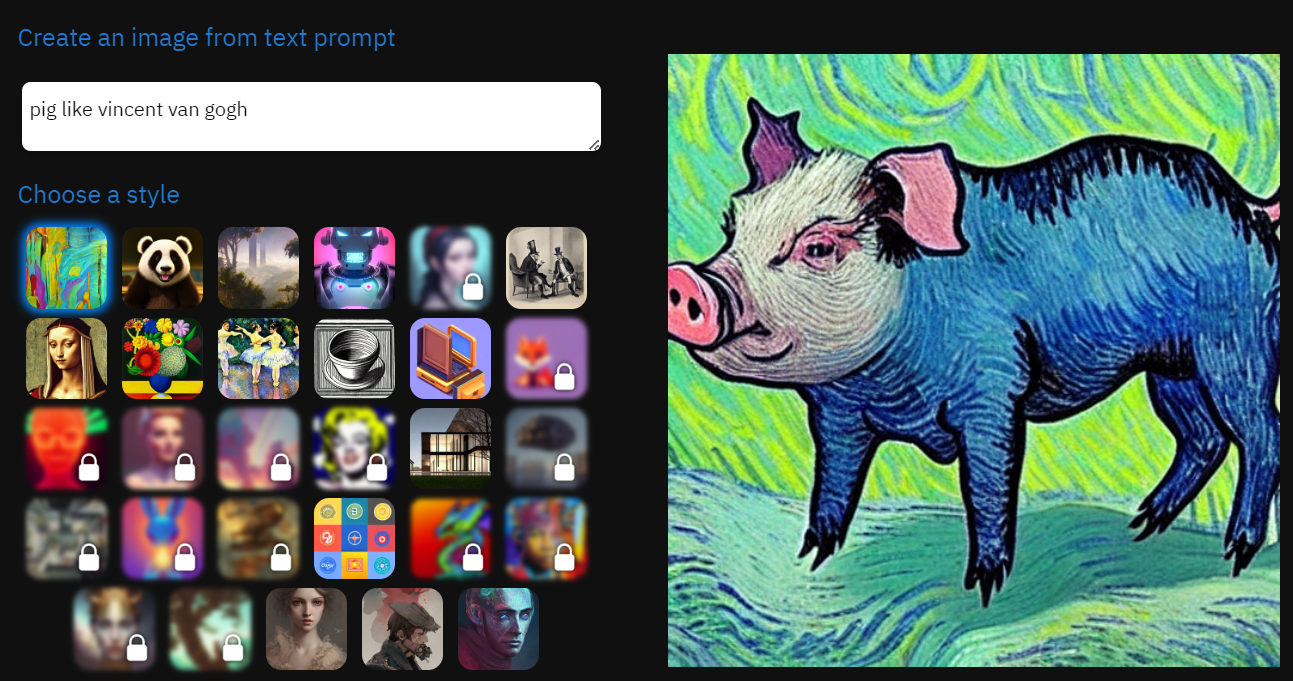 Create an image from text prompt
pig like vincent van gogh
Choose a style